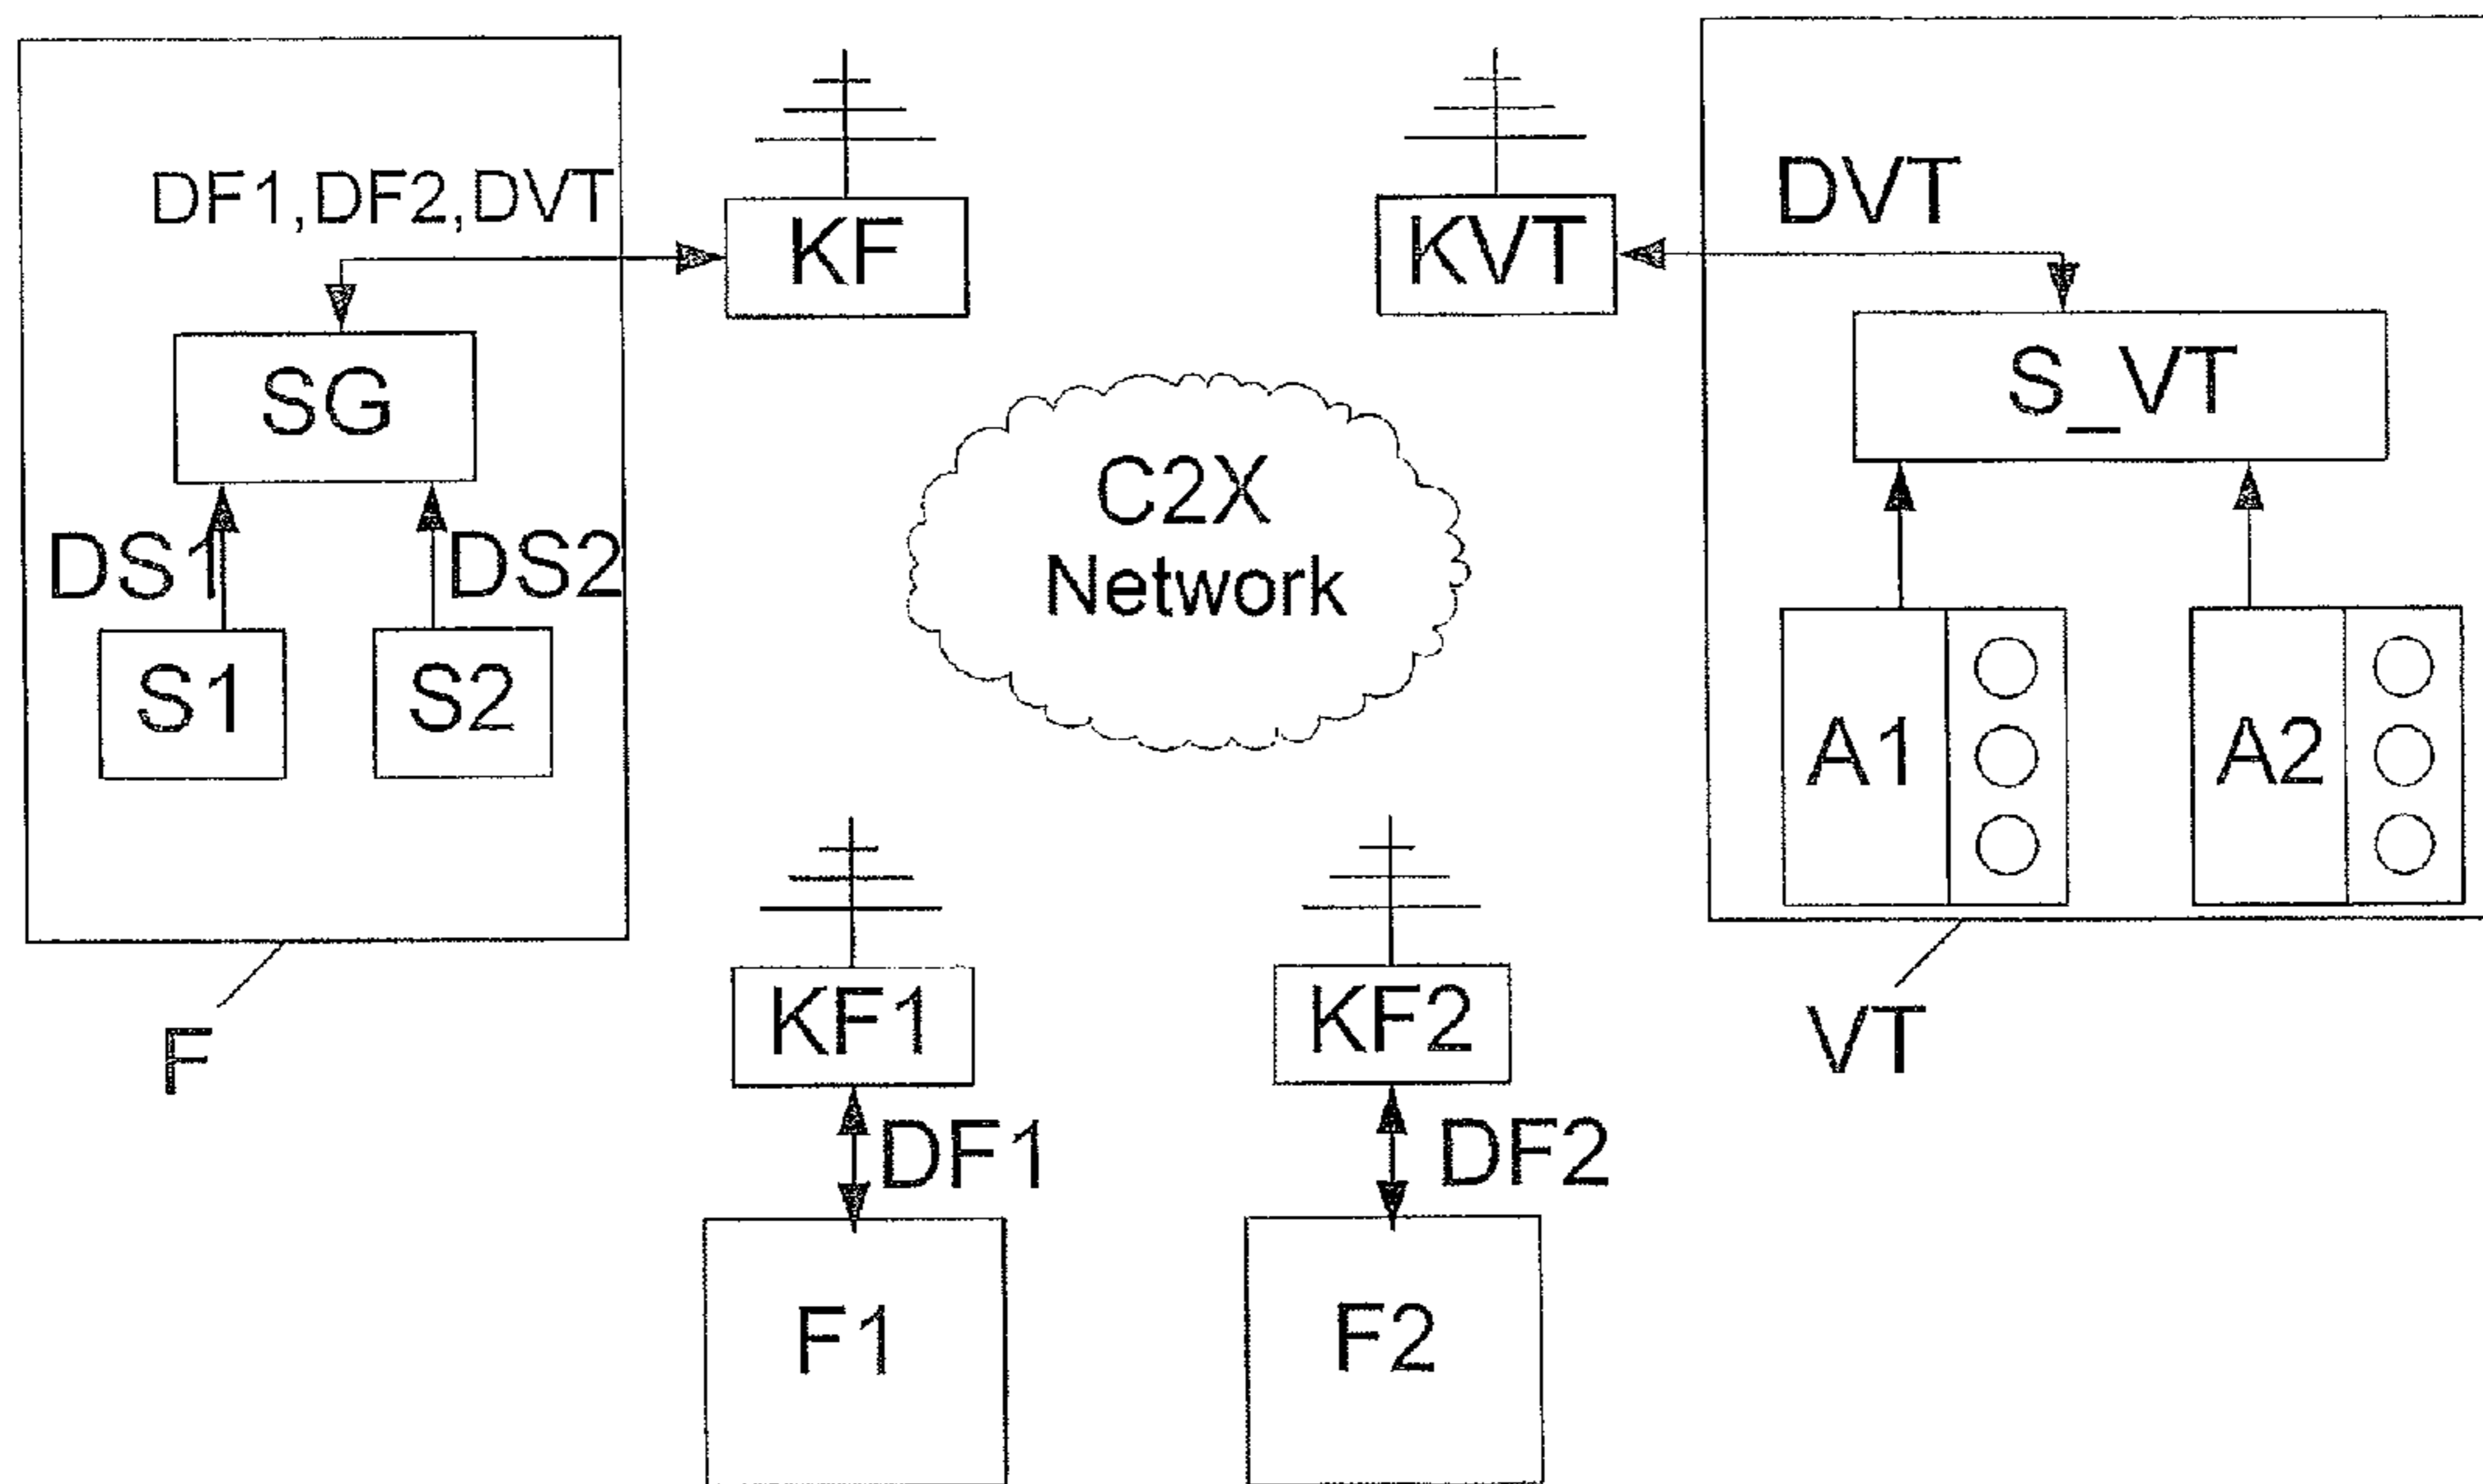 DF1,DF2,DVT
KF
KVT
DVT
SG
S_VT
C2X
Network
DS1
DS2
S1
S2
A1
A2
F
KF1
KF2
VT
DF1
DF2
F1
F2